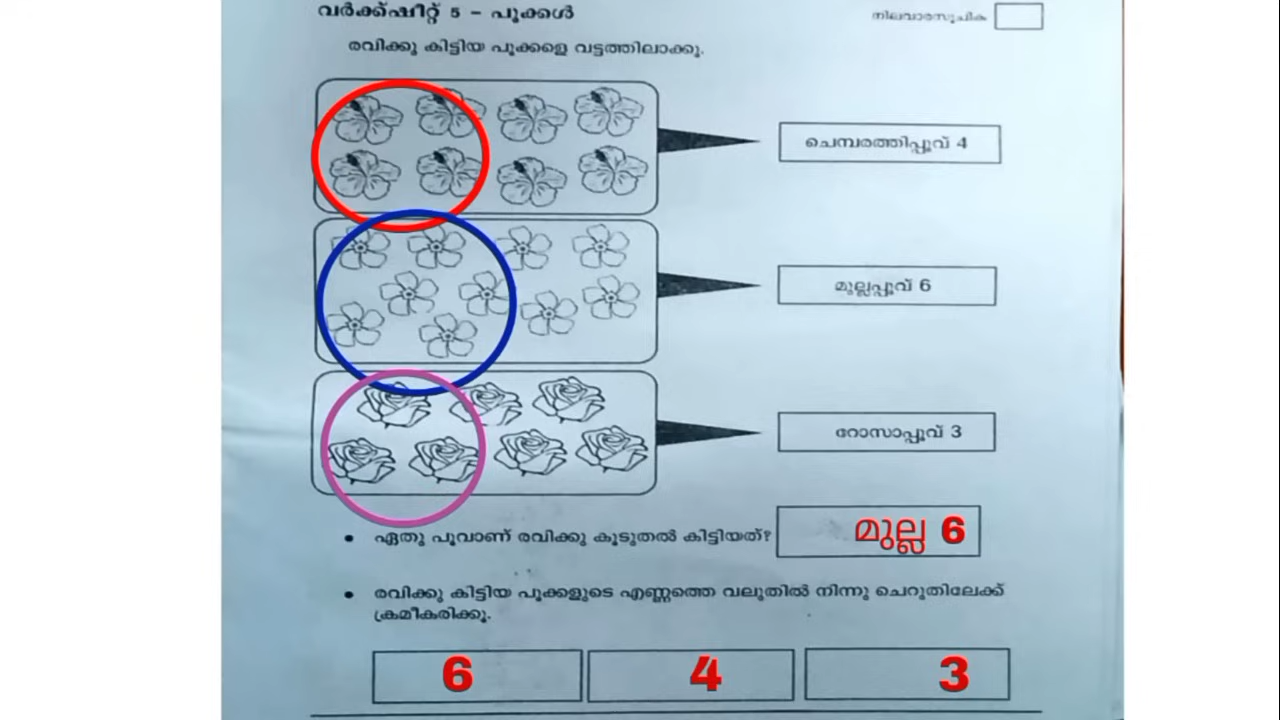 വർക്ക്ഷീറ്റ് 5 - പൂക്കൾ
നിലവാരസൂചിക
രവിക്കു കിട്ടിയ പൂക്കളെ വട്ടത്തിലാക്കൂ.
ചെമ്പരത്തിപ്പൂവ് 4
മുല്ലപ്പൂവ് 6
റോസാപ്പൂവ് 3
• ഏതു പൂവാണ് രവിക്കു കൂടുതൽ കിട്ടിയത്? മുല്ല 6
• രവിക്കു കിട്ടിയ പൂക്കളുടെ എണ്ണത്തെ വലുതിൽ നിന്നു ചെറുതിലേക്ക്
ക്രമീകരിക്കൂ.
6 4 3